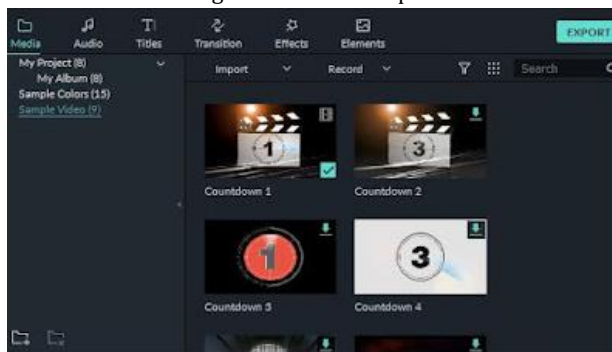 Media Audio Titles Transition Effects Elements EXPORT
My Project (8) Import Record Search
My Album (8)
Sample Colors (15)
Sample Video (9)
1 3
Countdown 1 Countdown 2
1 3
Countdown 3 Countdown 4